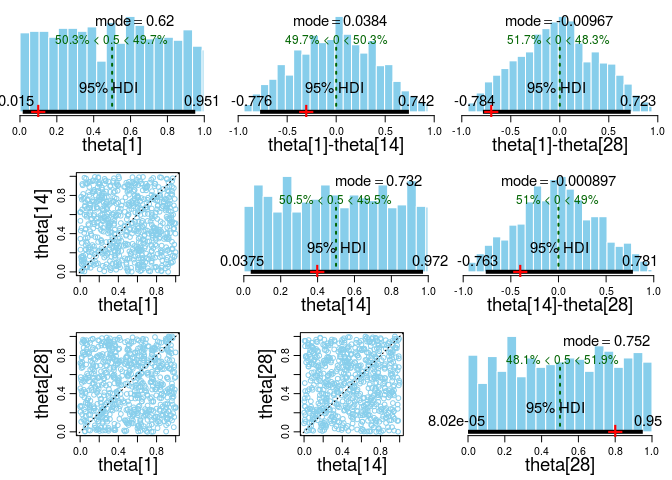 mode = 0.62
50.3% < 0.5 < 49.7%
95% HDI
0.015 0.951
0.0 0.2 0.4 0.6 0.8 1.0
theta[1]
mode = 0.0384
49.7% < 0 < 50.3%
95% HDI
-0.776 0.742
-1.0 -0.5 0.0 0.5 1.0
theta[1]-theta[14]
mode = -0.00967
51.7% < 0 < 48.3%
95% HDI
-0.784 0.723
-1.0 -0.5 0.0 0.5 1.0
theta[1]-theta[28]
theta[14]
0.0 0.4 0.8
0.0 0.4 0.8
theta[1]
mode = 0.732
50.5% < 0.5 < 49.5%
95% HDI
0.0375 0.972
0.0 0.2 0.4 0.6 0.8 1.0
theta[14]
mode = -0.000897
51% < 0 < 49%
95% HDI
-0.763 0.781
-1.0 -0.5 0.0 0.5 1.0
theta[14]-theta[28]
theta[28]
0.0 0.4 0.8
0.0 0.4 0.8
theta[1]
theta[28]
0.0 0.4 0.8
0.0 0.4 0.8
theta[14]
mode = 0.752
48.1% < 0.5 < 51.9%
95% HDI
8.02e-05 0.95
0.0 0.2 0.4 0.6 0.8 1.0
theta[28]